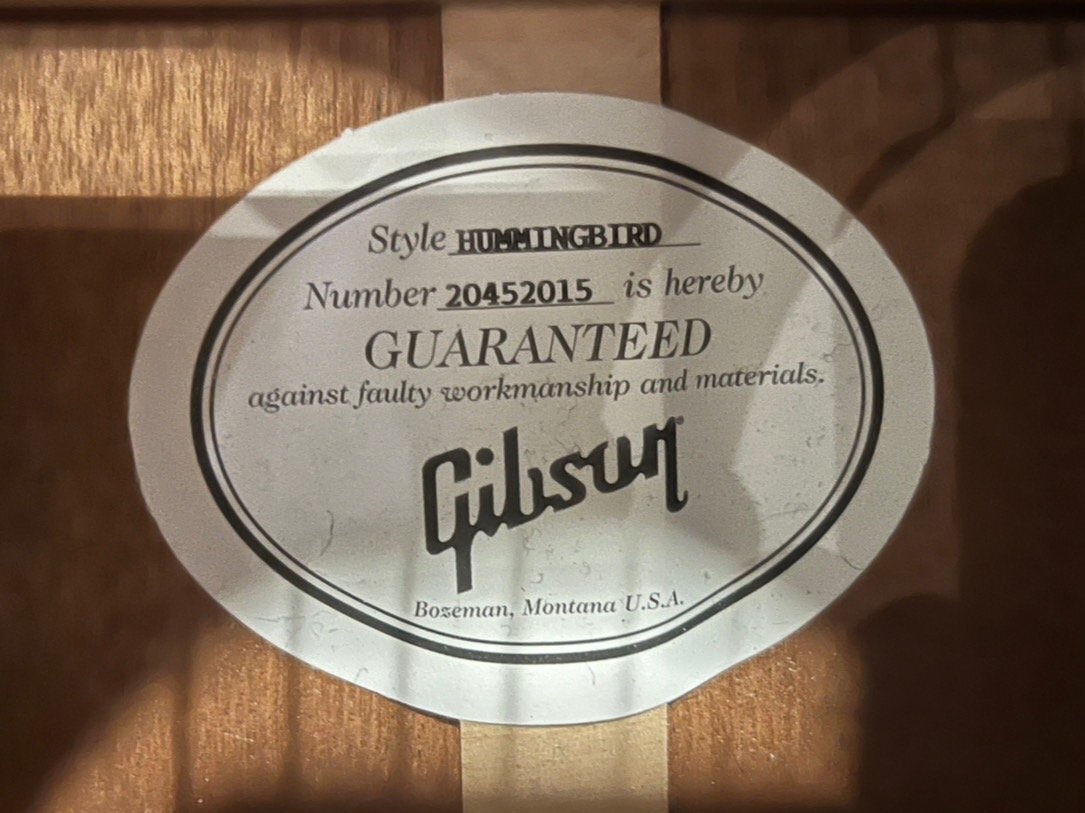 Style HUMMINGBIRD
Number 20452015 is hereby
GUARANTEED
against faulty workmanship and materials.
Gibson
Bozeman, Montana U.S.A.